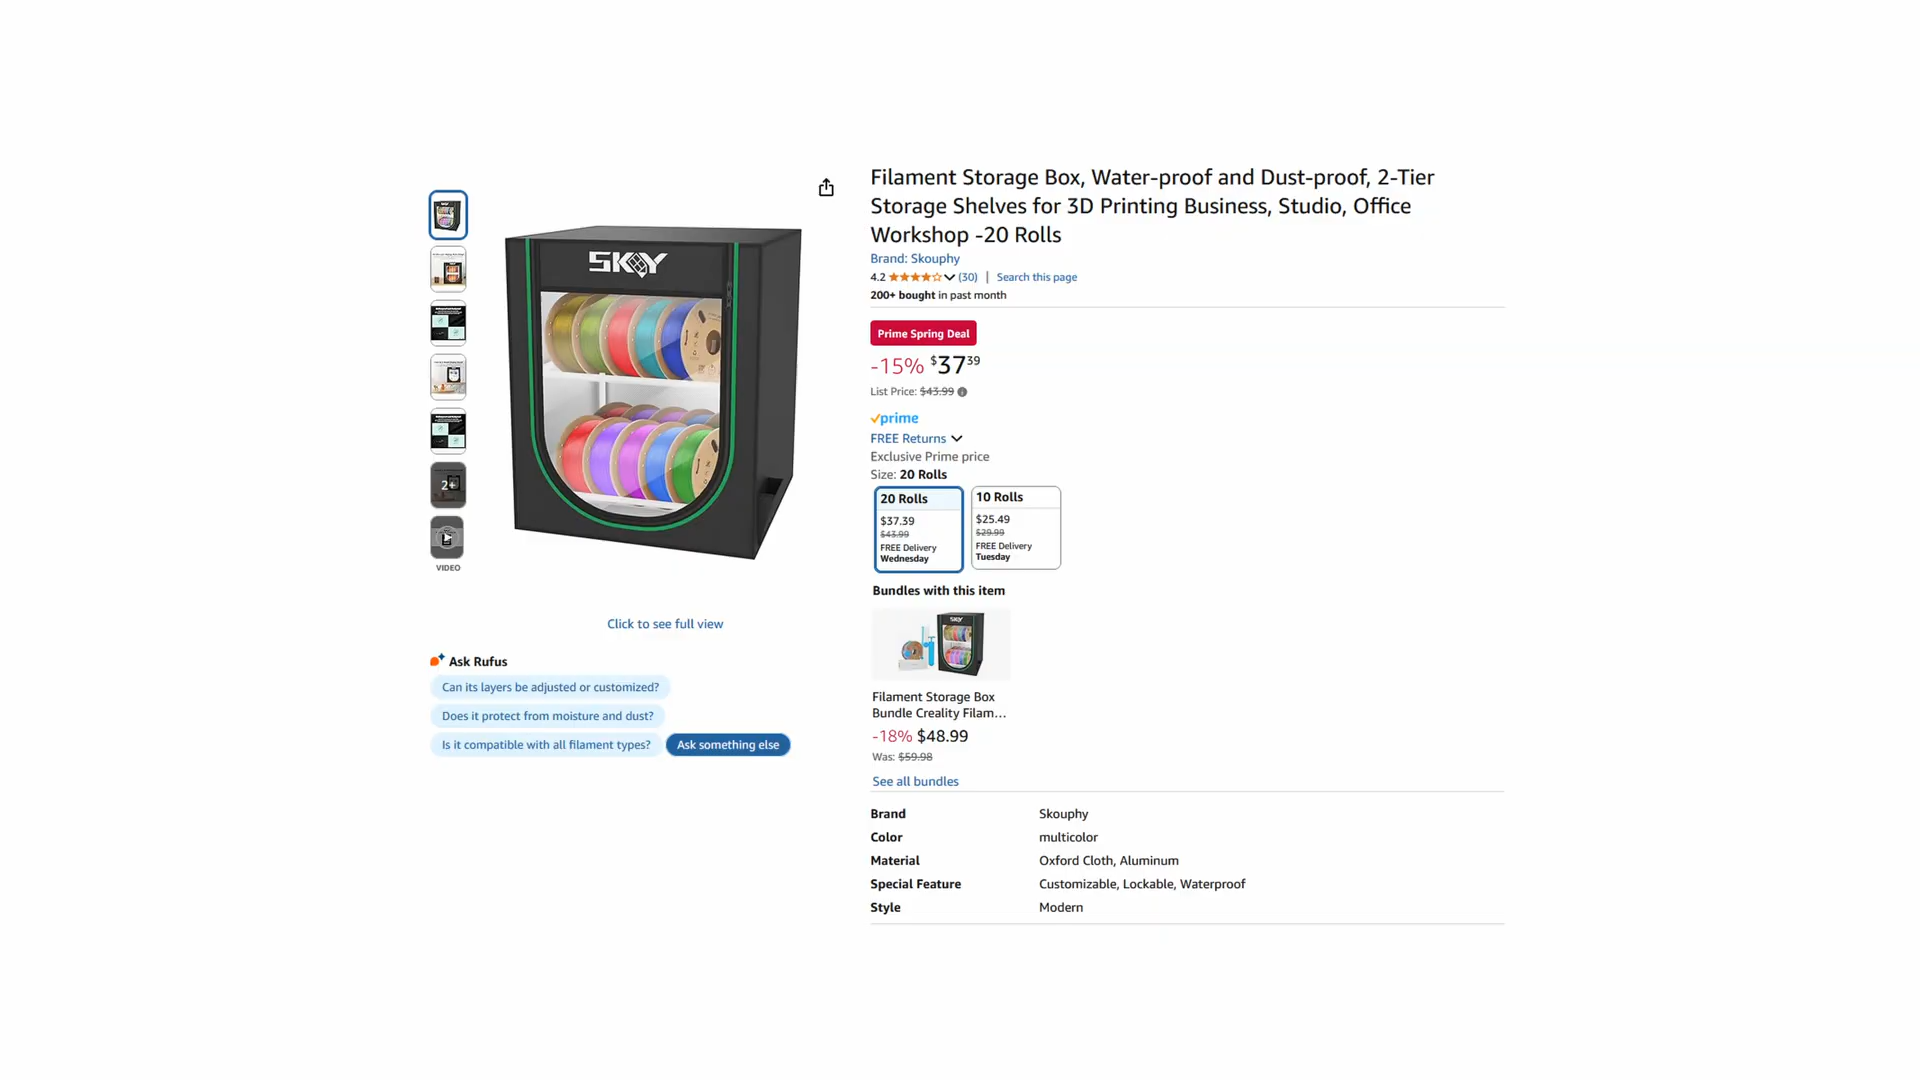 Filament Storage Box, Water-proof and Dust-proof, 2-Tier
Storage Shelves for 3D Printing Business, Studio, Office
Workshop -20 Rolls
Brand: Skouphy
4.2 (30) | Search this page
200+ bought in past month
Prime Spring Deal
-15% $37 39
List Price: $43.99
prime
FREE Returns
Exclusive Prime price
Size: 20 Rolls
20 Rolls
$37.39
$43.99
FREE Delivery
Wednesday
10 Rolls
$25.49
$29.99
FREE Delivery
Tuesday
Bundles with this item
SKY
Filament Storage Box
Bundle Creality Filam...
-18% $48.99
Was: $59.98
See all bundles
Brand Skouphy
Color multicolor
Material Oxford Cloth, Aluminum
Special Feature Customizable, Lockable, Waterproof
Style Modern
SKY
2+
VIDEO
Click to see full view
Ask Rufus
Can its layers be adjusted or customized?
Does it protect from moisture and dust?
Is it compatible with all filament types?
Ask something else